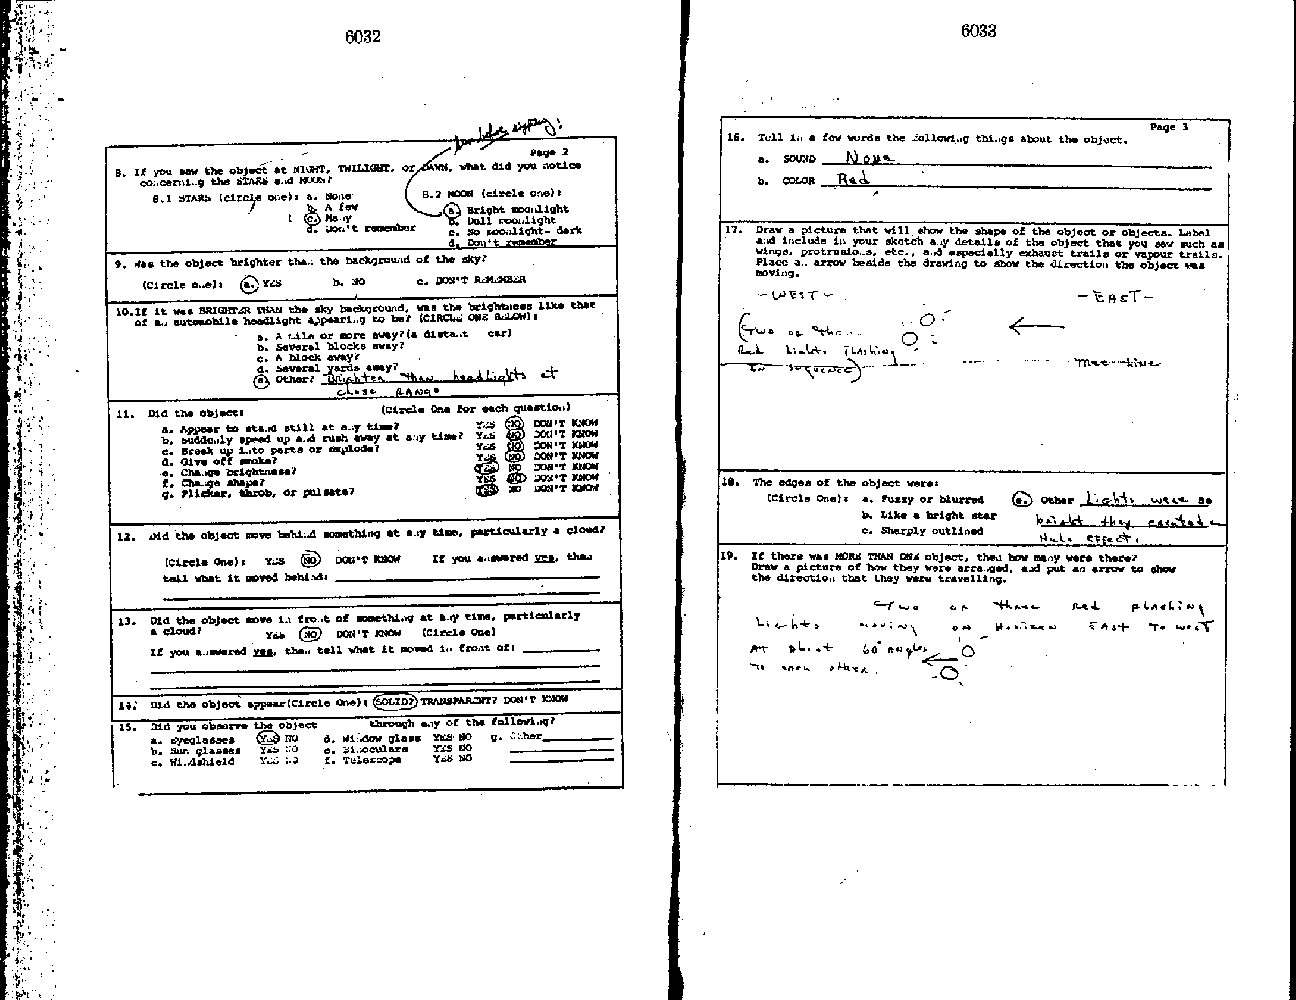 6032
Page 2
8. If you saw the object at NIGHT, TWILIGHT, or DAWN, what did you notice
concerning the STARS and MOON?
8.1 STARS (circle one): a. None
b. A few
c. Many
d. Don't remember
8.2 MOON (circle one):
a. Bright moonlight
b. Dull moonlight
c. No moonlight- dark
d. Don't remember
9. Was the object brighter than the background of the sky?
(Circle one): a. YES b. NO c. DON'T REMEMBER
10. If it was BRIGHTER THAN the sky background, was the brightness like that
of an automobile headlight appearing to be? (CIRCLE ONE BELOW):
a. A mile or more away? (a distant car)
b. Several blocks away?
c. A block away?
d. Several yards away?
e. Other? Brighter than headlights at
close RANGE
11. Did the object: (Circle One for each question)
a. Appear to stand still at any time? YES NO DON'T KNOW
b. Suddenly speed up and rush away at any time? YES NO DON'T KNOW
c. Break up into parts or explode? YES NO DON'T KNOW
d. Give off smoke? YES NO DON'T KNOW
e. Change brightness? YES NO DON'T KNOW
f. Change shape? YES NO DON'T KNOW
g. Flicker, throb, or pulsate? YES NO DON'T KNOW
12. Did the object move behind something at any time, particularly a cloud?
(Circle One): YES NO DON'T KNOW If you answered yes, then
tell what it moved behind:
13. Did the object move in front of something at any time, particularly
a cloud? YES NO DON'T KNOW (Circle One)
If you answered yes, then tell what it moved in front of:
14. Did the object appear (Circle One): SOLID? TRANSPARENT? DON'T KNOW
15. Did you observe the object through any of the following?
a. Eyeglasses YES NO d. Window glass YES NO g. Other
b. Sun glasses YES NO e. Binoculars YES NO
c. Windshield YES NO f. Telescope YES NO
6033
Page 3
16. Tell in a few words the following things about the object.
a. SOUND None
b. COLOR Red
17. Draw a picture that will show the shape of the object or objects. Label
and include in your sketch any details of the object that you saw such as
wings, protrusions, etc., and especially exhaust trails or vapour trails.
Place an arrow beside the drawing to show the direction the object was
moving.
-WEST- -EAST-
(Two or three
Red Lights Flashing
In sequence) Tree-line
18. The edges of the object were:
(Circle One): a. Fuzzy or blurred e. Other Lights were so
b. Like a bright star bright they created a
c. Sharply outlined Halo effect.
19. If there was MORE THAN ONE object, then how many were there?
Draw a picture of how they were arranged, and put an arrow to show
the direction that they were travelling.
Two or three red flashing
Lights moving on Horizon EAST TO WEST
AT about 60° angles
to each other.